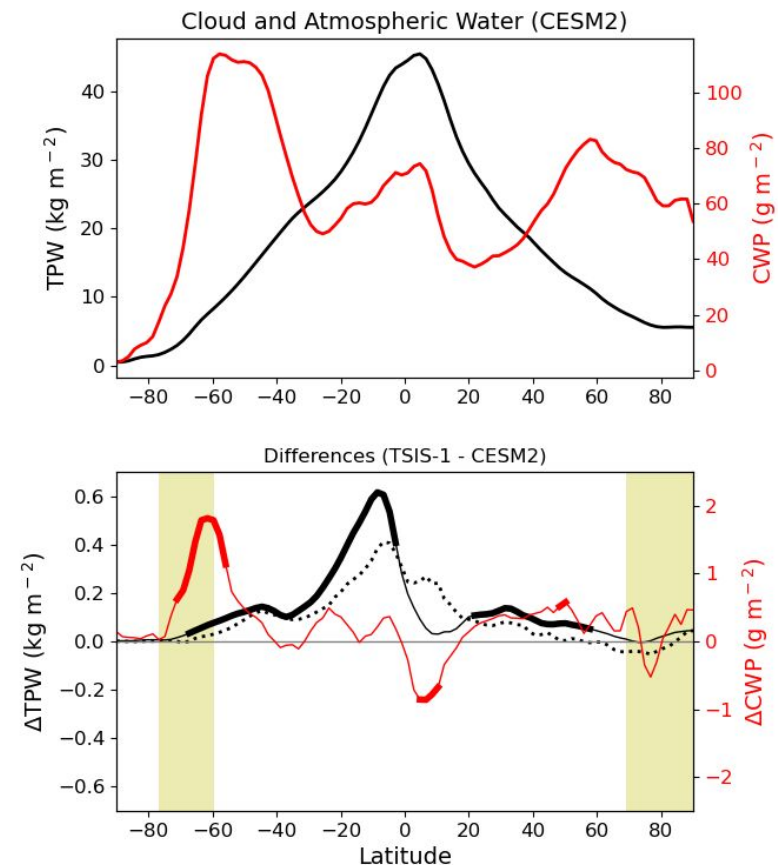 Cloud and Atmospheric Water (CESM2)
TPW (kg m⁻²)
40
30
20
10
0
100
80
60
40
20
0
CWP (g m⁻²)
−80 −60 −40 −20 0 20 40 60 80
Differences (TSIS-1 - CESM2)
ΔTPW (kg m⁻²)
0.6
0.4
0.2
0.0
−0.2
−0.4
−0.6
2
1
0
−1
−2
ΔCWP (g m⁻²)
−80 −60 −40 −20 0 20 40 60 80
Latitude